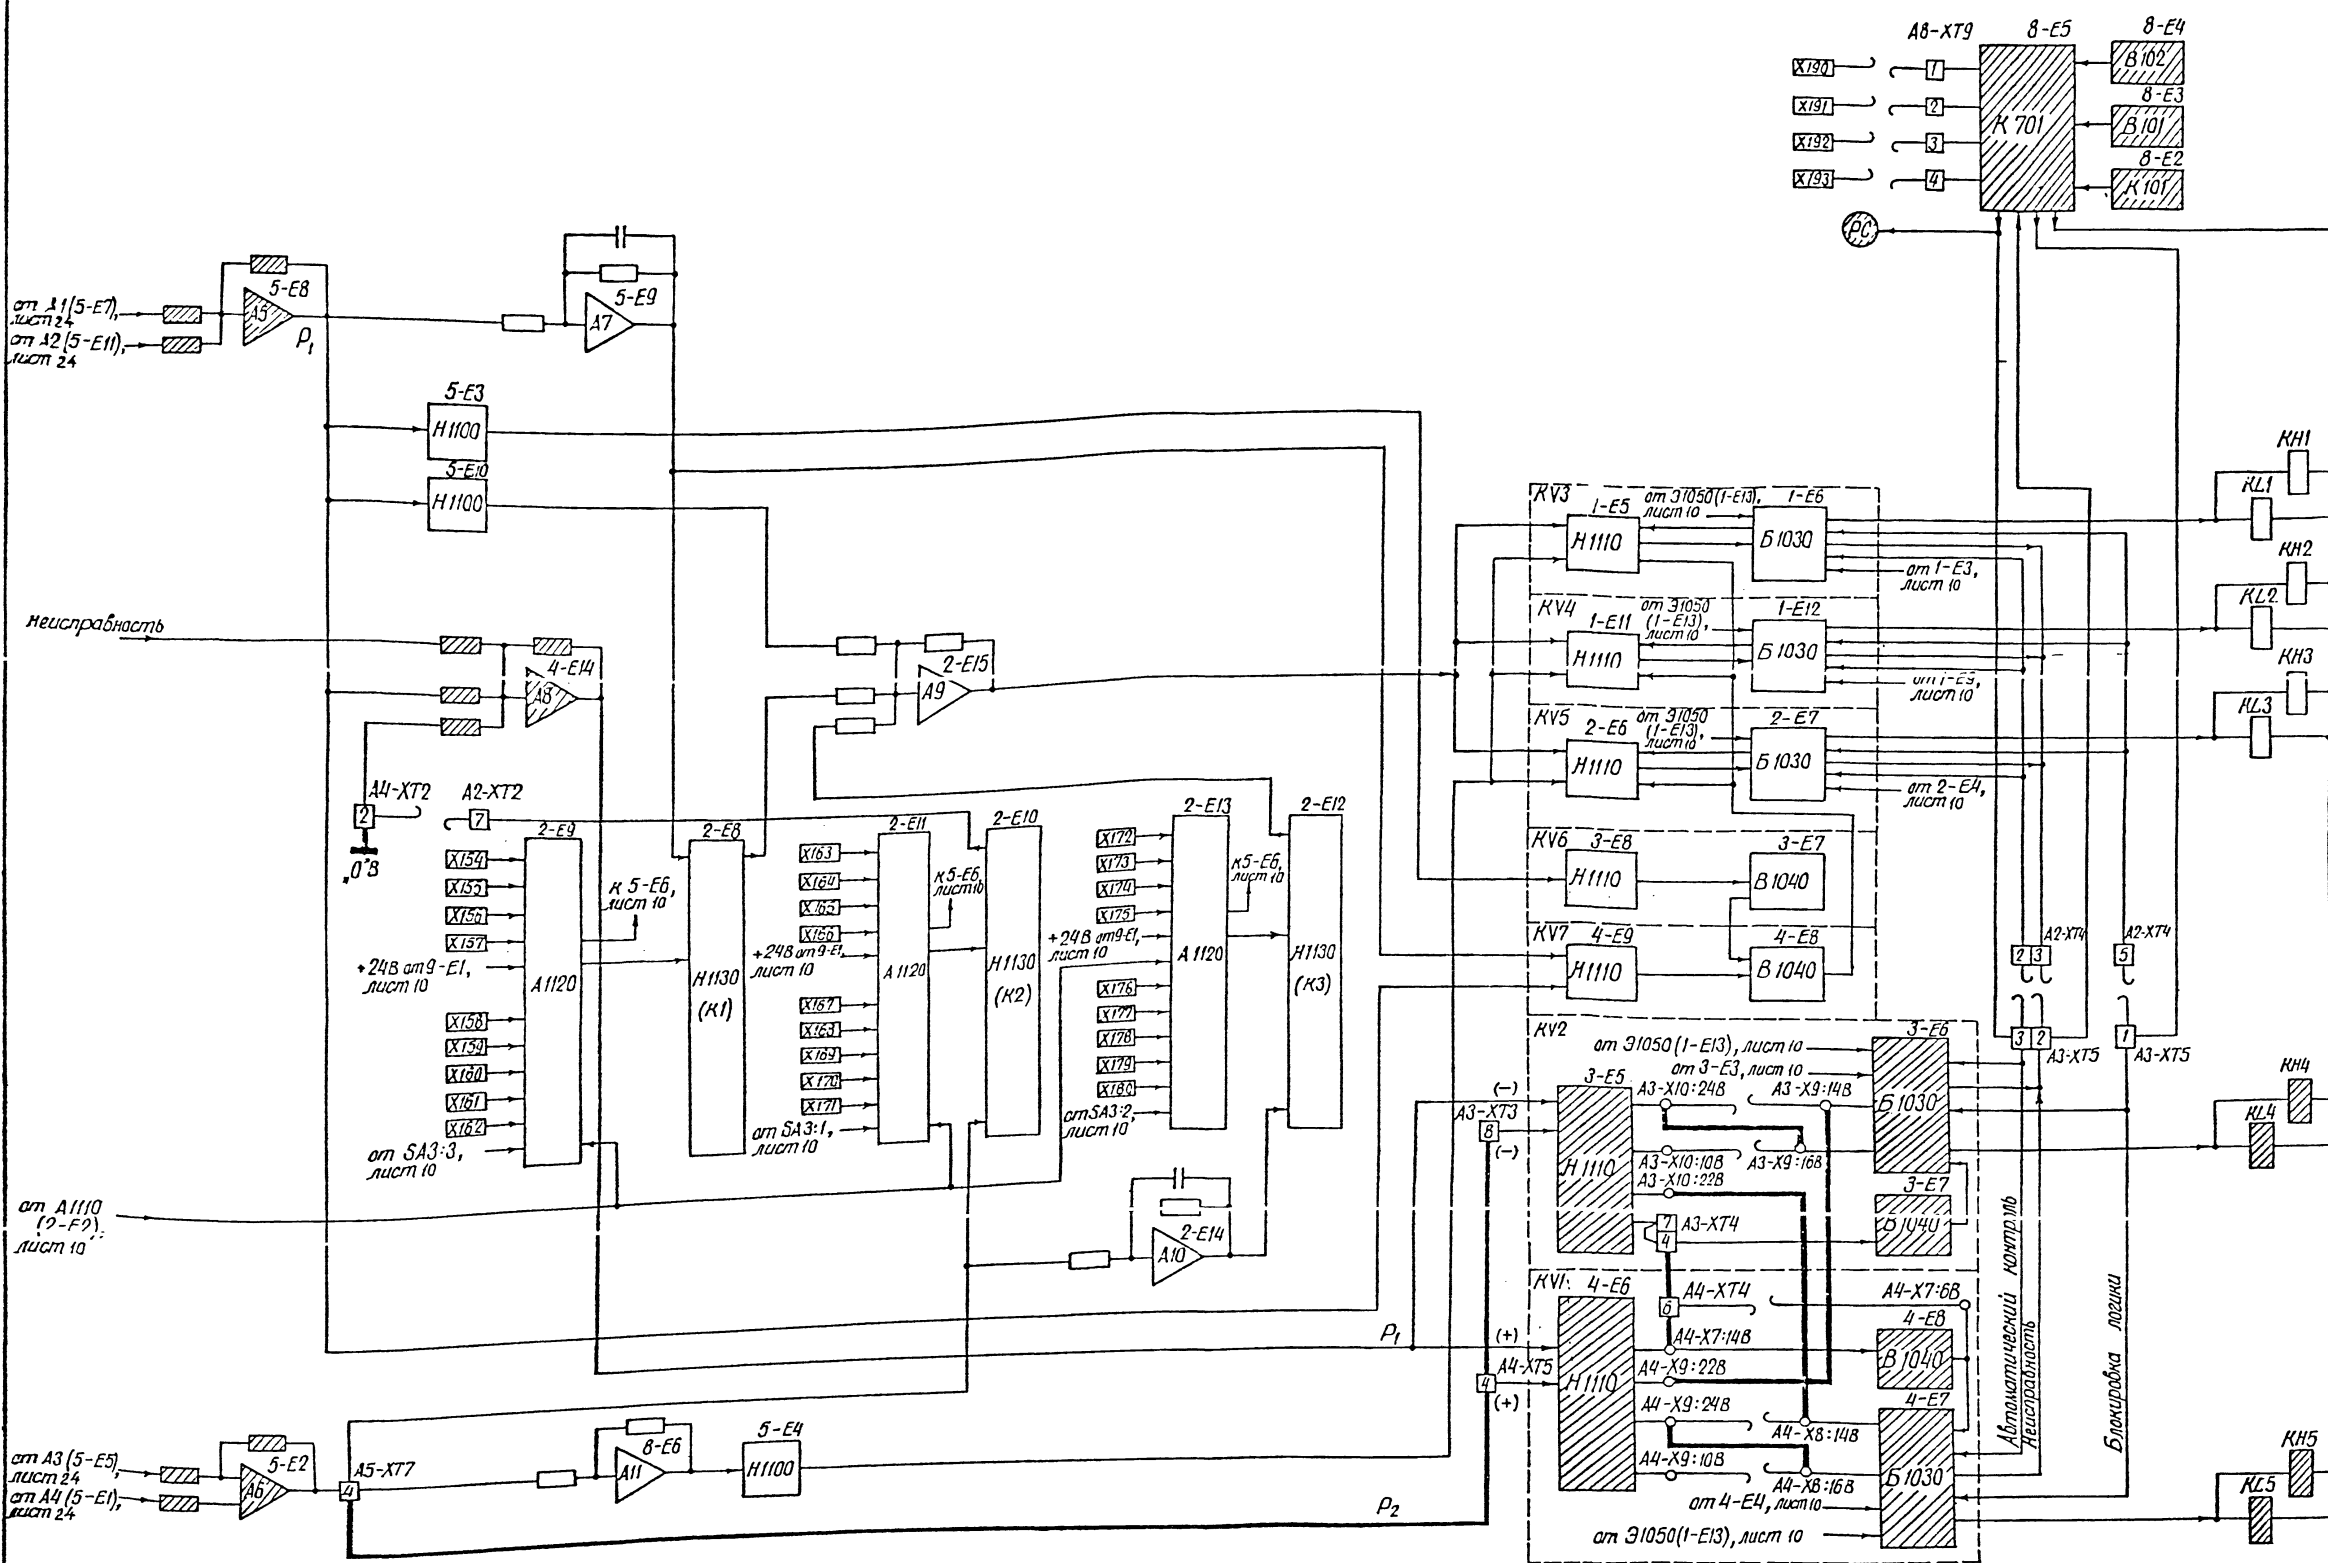 А8-ХТ9
8-Е5
8-Е4
Х190
1
В102
8-Е3
Х191
2
К701
В101
Х192
3
8-Е2
Х193
4
К101
РС
5-Е8
от А1(5-Е7),
лист 24
А5
от А2(5-Е11),
лист 24
Р₁
5-Е9
А7
5-Е3
Н1100
5-Е10
Н1100
неисправность
4-Е14
А8
2-Е15
А9
А4-ХТ2
2
„0"В
А2-ХТ2
7
2-Е9
Х154
Х155
Х156
Х157
+24В от 9-Е1,
лист 10
А1120
Х158
Х159
Х160
Х161
Х162
от SA3:3,
лист 10
к 5-Е6,
лист 10
2-Е8
Н1130
(К1)
2-Е11
Х163
Х164
Х165
Х166
+24В от 9-Е1,
лист 10
А1120
Х167
Х168
Х169
Х170
Х171
от SA3:1,
лист 10
к 5-Е6,
лист 10
2-Е10
Н1130
(К2)
2-Е13
Х172
Х173
Х174
Х175
+24В от 9-Е1,
лист 10
А1120
Х176
Х177
Х178
Х179
Х180
от SA3:2,
лист 10
к 5-Е6,
лист 10
2-Е12
Н1130
(К3)
от А1110
(2-Е2),
лист 10
2-Е14
А10
от А3(5-Е5),
лист 24
от А4(5-Е1),
лист 24
5-Е2
А6
А5-ХТ7
4
8-Е6
А11
5-Е4
Н1100
Р₁
Р₂
KV3
1-Е5
Н1110
от Э1050(1-Е13),
лист 10
1-Е6
Б1030
от 1-Е3,
лист 10
KV4
1-Е11
Н1110
от Э1050
(1-Е13),
лист 10
1-Е12
Б1030
от 1-Е9,
лист 10
KV5
2-Е6
Н1110
от Э1050
(1-Е13),
лист 10
2-Е7
Б1030
от 2-Е4,
лист 10
KV6
3-Е8
Н1110
3-Е7
В1040
KV7
4-Е9
Н1110
4-Е8
В1040
KV2
от Э1050(1-Е13), лист 10
от 3-Е3, лист 10
3-Е6
Б1030
3-Е5
Н1110
А3-Х10:24В
А3-Х9:14В
(-)
А3-ХТ3
8
(-)
А3-Х10:10В
А3-Х9:16В
А3-Х10:22В
7
4
А3-ХТ4
3-Е7
В1040
KV1
4-Е6
Н1110
6
А4-ХТ4
А4-Х7:6В
(+)
А4-Х7:14В
4-Е8
В1040
А4-ХТ5
4
(+)
А4-Х9:22В
А4-Х9:24В
А4-Х8:14В
4-Е7
Б1030
А4-Х9:10В
А4-Х8:16В
от 4-Е4, лист 10
от Э1050(1-Е13), лист 10
А2-ХТ4
2
3
А2-ХТ4
5
3
2
А3-ХТ5
1
А3-ХТ5
Автоматический контроль
Неисправность
Блокировка логики
КН1
KL1
КН2
KL2
КН3
KL3
КН4
KL4
КН5
KL5